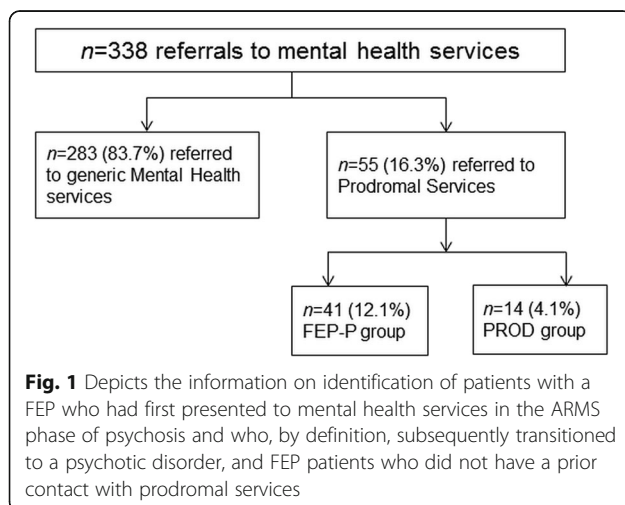 n=338 referrals to mental health services
n=283 (83.7%) referred
to generic Mental Health
services
n=55 (16.3%) referred to
Prodromal Services
n=41 (12.1%)
FEP-P group
n=14 (4.1%)
PROD group
Fig. 1 Depicts the information on identification of patients with a
FEP who had first presented to mental health services in the ARMS
phase of psychosis and who, by definition, subsequently transitioned
to a psychotic disorder, and FEP patients who did not have a prior
contact with prodromal services